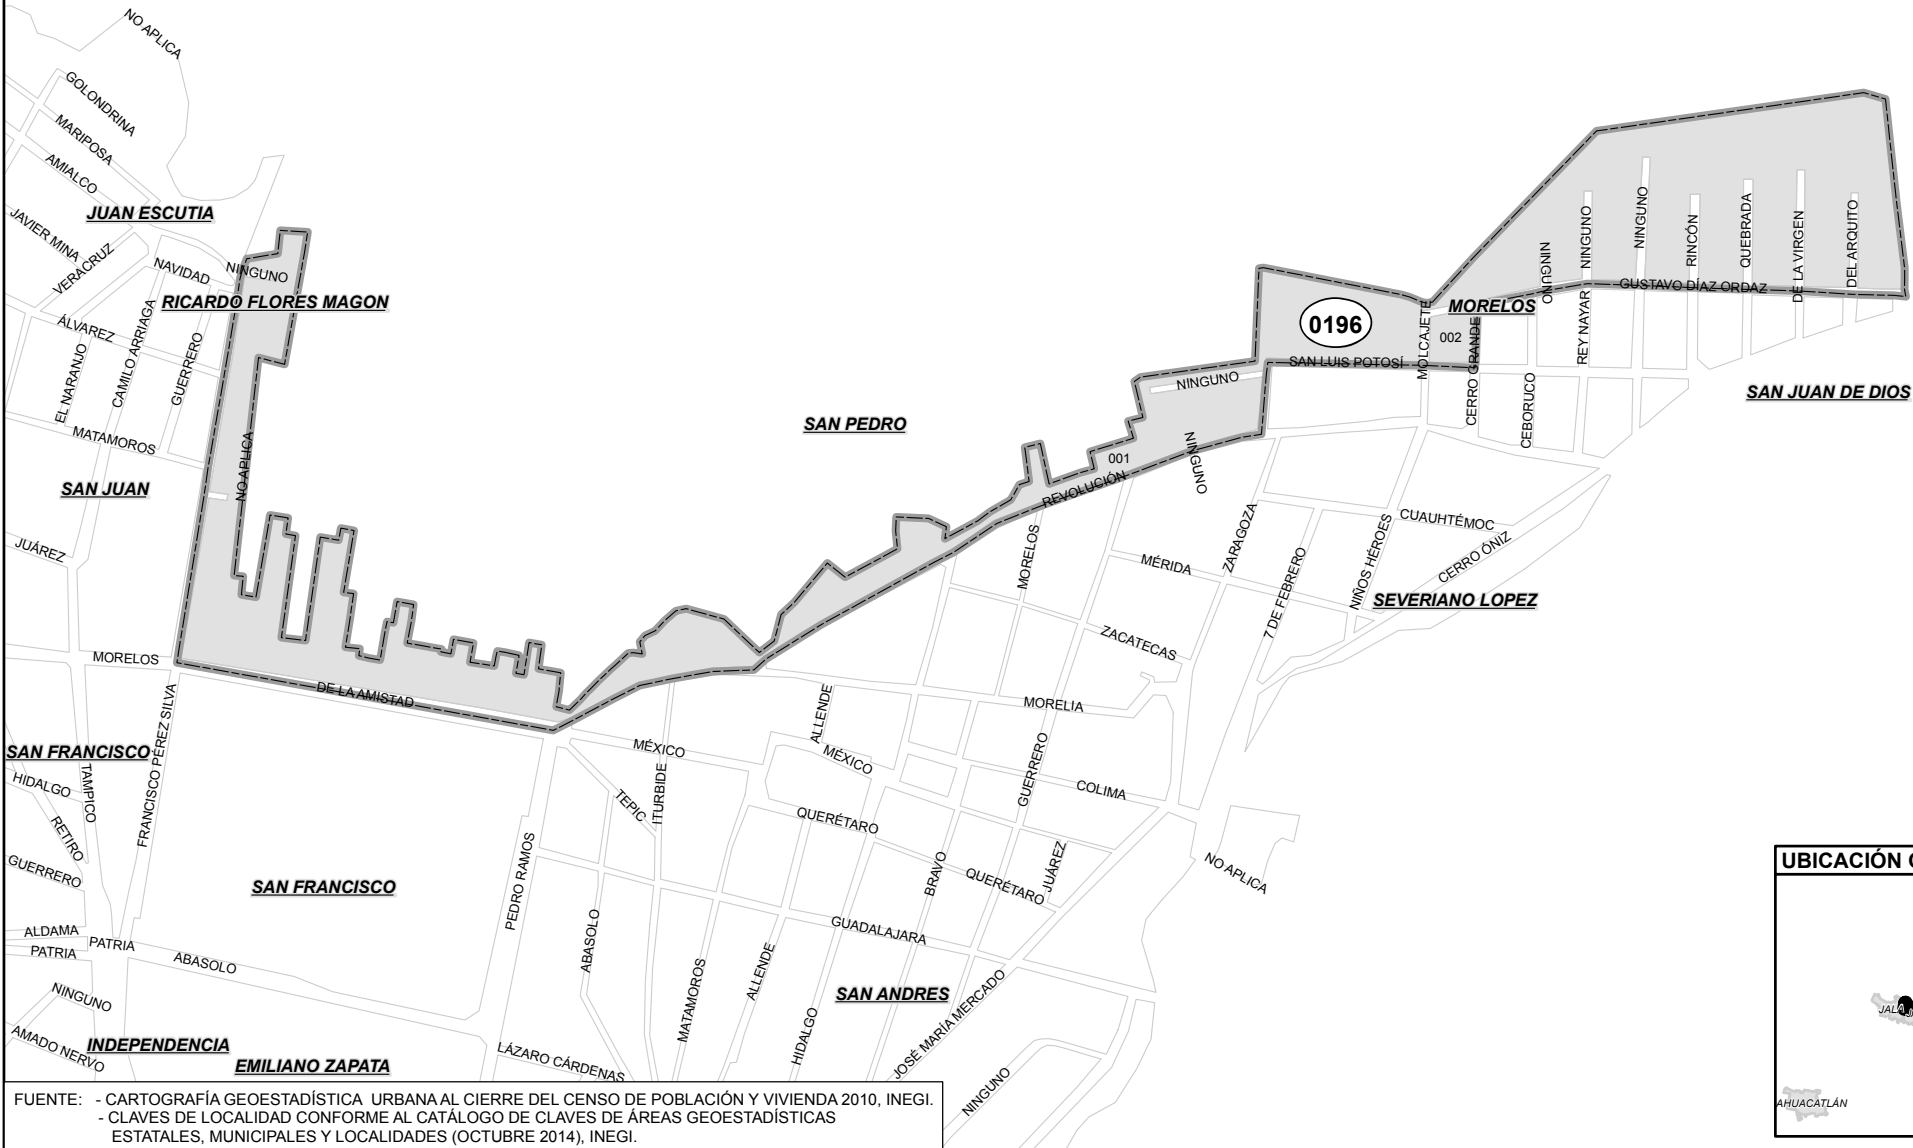 NO APLICA
GOLONDRINA
MARIPOSA
AMIALCO
JUAN ESCUTIA
JAVIER MINA
VERACRUZ
NAVIDAD
NINGUNO
RICARDO FLORES MAGON
ÁLVAREZ
CAMILO ARRIAGA
EL NARANJO
GUERRERO
MATAMOROS
NO APLICA
SAN JUAN
JUÁREZ
SAN PEDRO
0196
MORELOS
002
MOLCAJETE
CERRO GRANDE
SAN LUIS POTOSÍ
NINGUNO
NINGUNO
NINGUNO
RINCÓN
QUEBRADA
DE LA VIRGEN
DEL ARQUITO
GUSTAVO DÍAZ ORDAZ
REY NAYAR
CEBORUCO
SAN JUAN DE DIOS
NINGUNO
NINGUNO
001
REVOLUCIÓN
MORELOS
MÉRIDA
ZARAGOZA
7 DE FEBRERO
NIÑOS HÉROES
CUAUHTÉMOC
CERRO ÓNIZ
SEVERIANO LOPEZ
ZACATECAS
MORELIA
MORELOS
DE LA AMISTAD
FRANCISCO PÉREZ SILVA
SAN FRANCISCO
TAMPICO
HIDALGO
RETIRO
GUERRERO
ALDAMA
PATRIA
PATRIA
ABASOLO
SAN FRANCISCO
NINGUNO
AMADO NERVO
INDEPENDENCIA
EMILIANO ZAPATA
ALLENDE
MÉXICO
MÉXICO
ITURBIDE
TEPIC
PEDRO RAMOS
QUERÉTARO
GUERRERO
COLIMA
BRAVO
QUERÉTARO
JUÁREZ
NO APLICA
ABASOLO
GUADALAJARA
MATAMOROS
ALLENDE
SAN ANDRES
HIDALGO
JOSÉ MARÍA MERCADO
LÁZARO CÁRDENAS
NINGUNO
UBICACIÓN
JALA
AHUACATLÁN
FUENTE: - CARTOGRAFÍA GEOESTADÍSTICA URBANA AL CIERRE DEL CENSO DE POBLACIÓN Y VIVIENDA 2010, INEGI.
- CLAVES DE LOCALIDAD CONFORME AL CATÁLOGO DE CLAVES DE ÁREAS GEOESTADÍSTICAS
ESTATALES, MUNICIPALES Y LOCALIDADES (OCTUBRE 2014), INEGI.